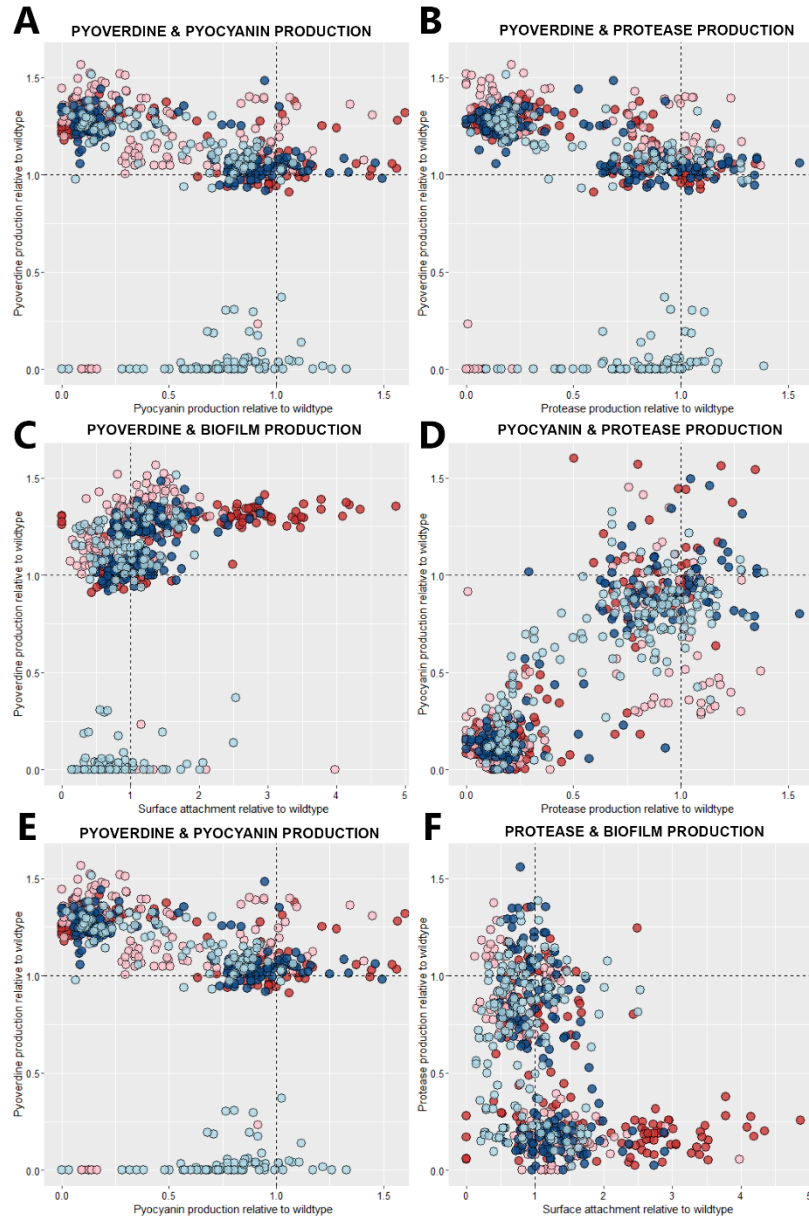 A
PYOVERDINE & PYOCYANIN PRODUCTION
Pyoverdine production relative to wildtype
1.5
1.0
0.5
0.0
0.0 0.5 1.0 1.5
Pyocyanin production relative to wildtype
B
PYOVERDINE & PROTEASE PRODUCTION
Pyoverdine production relative to wildtype
1.5
1.0
0.5
0.0
0.0 0.5 1.0 1.5
Protease production relative to wildtype
C
PYOVERDINE & BIOFILM PRODUCTION
Pyoverdine production relative to wildtype
1.5
1.0
0.5
0.0
0 1 2 3 4 5
Surface attachment relative to wildtype
D
PYOCYANIN & PROTEASE PRODUCTION
Pyocyanin production relative to wildtype
1.5
1.0
0.5
0.0
0.0 0.5 1.0 1.5
Protease production relative to wildtype
E
PYOVERDINE & PYOCYANIN PRODUCTION
Pyoverdine production relative to wildtype
1.5
1.0
0.5
0.0
0.0 0.5 1.0 1.5
Pyocyanin production relative to wildtype
F
PROTEASE & BIOFILM PRODUCTION
Protease production relative to wildtype
1.5
1.0
0.5
0.0
0 1 2 3 4 5
Surface attachment relative to wildtype